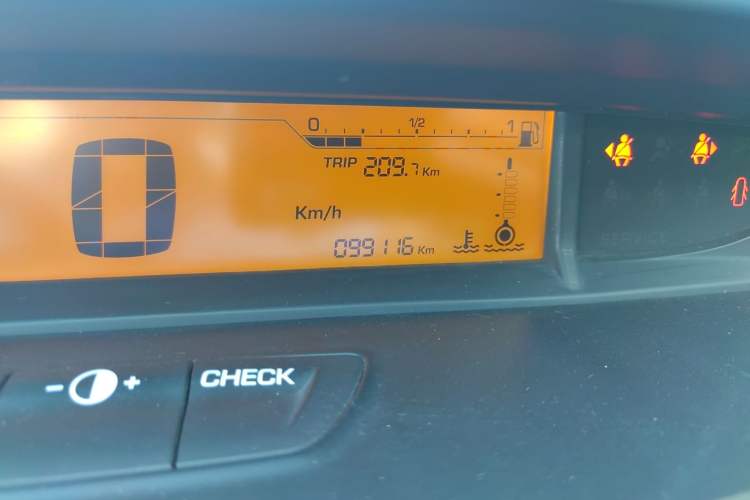 0 1/2 1
TRIP 209.7 Km
0 Km/h
099116 Km
- +
CHECK